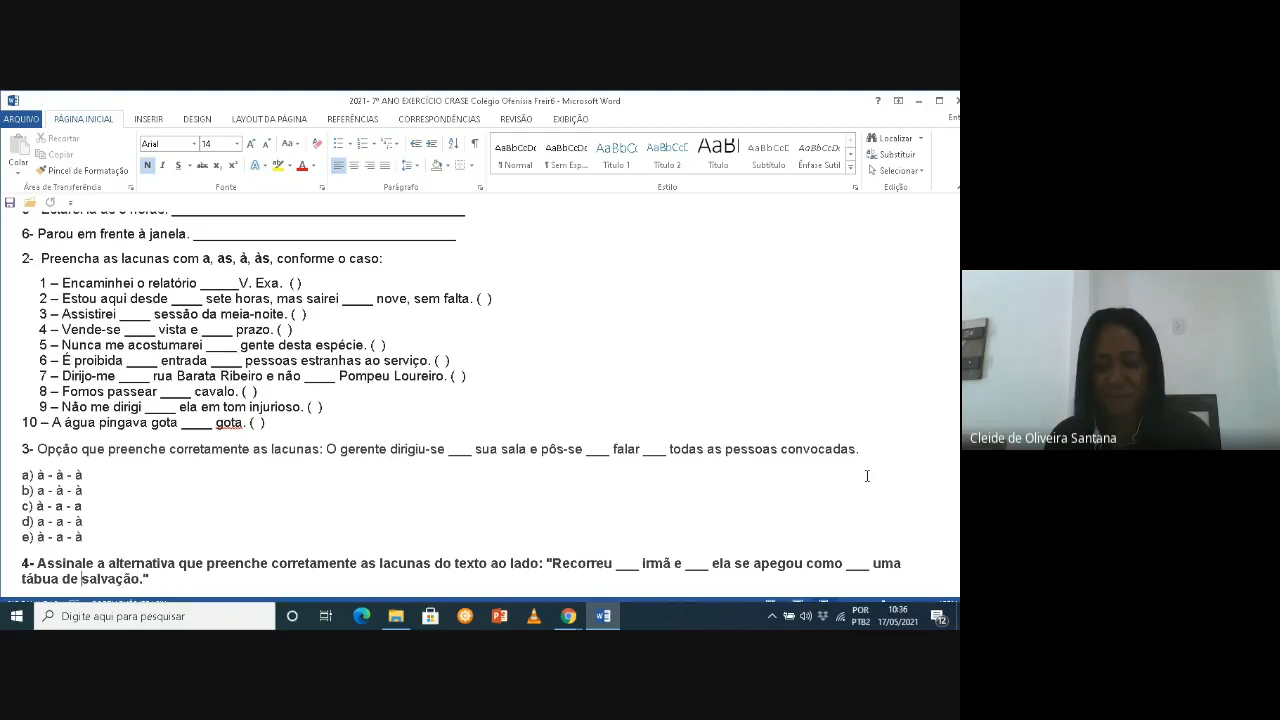 2021- 7º ANO EXERCÍCIO CRASE Colégio Ofenísia Freir6 - Microsoft Word
ARQUIVO PÁGINA INICIAL INSERIR DESIGN LAYOUT DA PÁGINA REFERÊNCIAS CORRESPONDÊNCIAS REVISÃO EXIBIÇÃO Ent
Colar
Recortar
Copiar
Pincel de Formatação
Área de Transferência
Arial 14
N I S abc x₂ x²
Fonte
Parágrafo
AaBbCcDc AaBbCcDc AaBbCc AaBbCcD AaBl AaBbCcD AaBbCcDc
¶ Normal ¶ Sem Esp... Título 1 Título 2 Título Subtítulo Ênfase Sutil
Estilo
Localizar
Substituir
Selecionar
Edição
6- Parou em frente à janela. ____________________________________
2- Preencha as lacunas com a, as, à, às, conforme o caso:
1 – Encaminhei o relatório _____V. Exa. ( )
2 – Estou aqui desde ____ sete horas, mas sairei ____ nove, sem falta. ( )
3 – Assistirei ____ sessão da meia-noite. ( )
4 – Vende-se ____ vista e ____ prazo. ( )
5 – Nunca me acostumarei ____ gente desta espécie. ( )
6 – É proibida ____ entrada ____ pessoas estranhas ao serviço. ( )
7 – Dirijo-me ____ rua Barata Ribeiro e não ____ Pompeu Loureiro. ( )
8 – Fomos passear ____ cavalo. ( )
9 – Não me dirigi ____ ela em tom injurioso. ( )
10 – A água pingava gota ____ gota. ( )
3- Opção que preenche corretamente as lacunas: O gerente dirigiu-se ___ sua sala e pôs-se ___ falar ___ todas as pessoas convocadas.
a) à - à - à
b) a - à - à
c) à - a - a
d) a - a - à
e) à - a - à
4- Assinale a alternativa que preenche corretamente as lacunas do texto ao lado: "Recorreu ___ irmã e ___ ela se apegou como ___ uma
tábua de salvação."
Digite aqui para pesquisar
POR
PTB2
10:36
17/05/2021
12
Cleide de Oliveira Santana